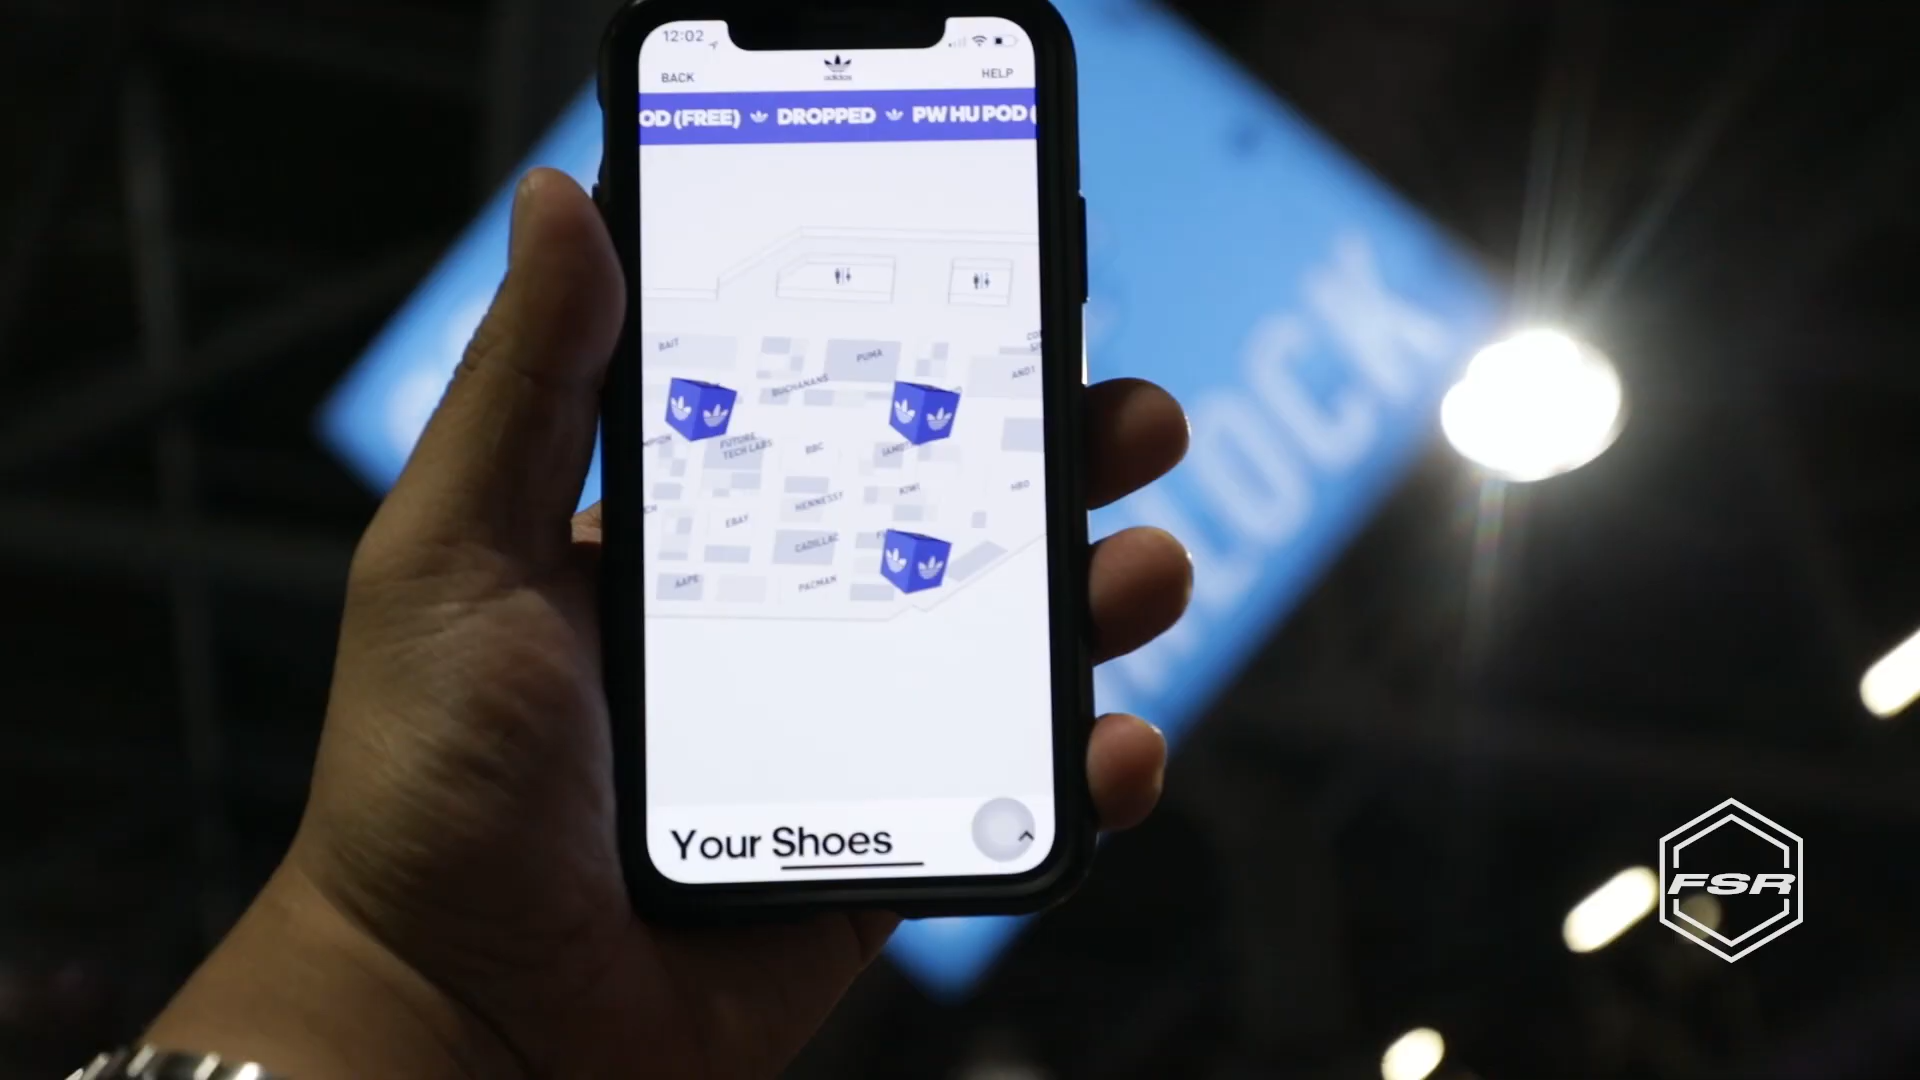 12:02
BACK
adidas
HELP
OD (FREE) DROPPED PW HU POD (
BAIT
PUMA
BUCHANANS
AND1
FUTURE
TECH LABS
BBC
KIWI
HBO
HENNESSY
EBAY
CADILLAC
AAPE
PACMAN
Your Shoes
FSR